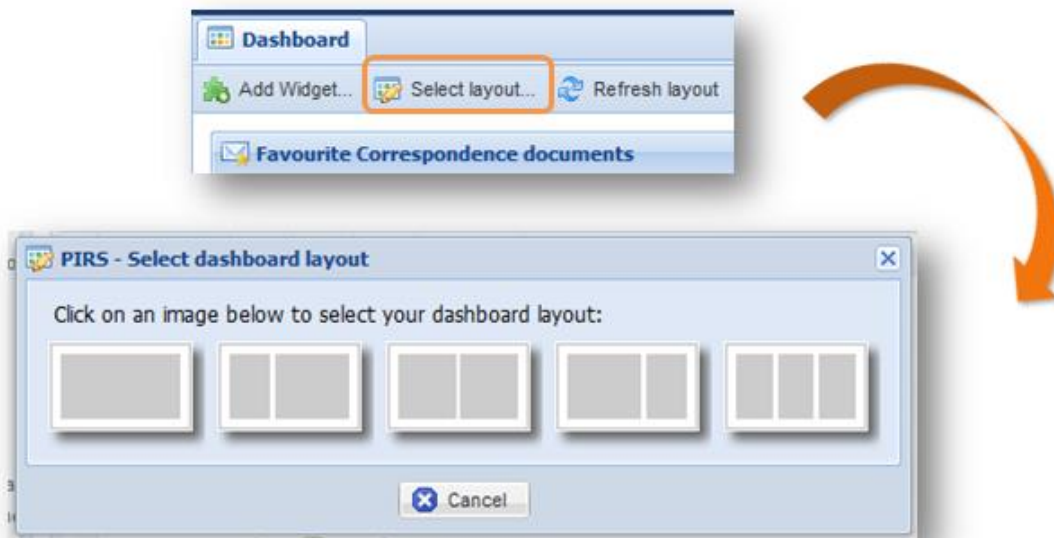 Dashboard
Add Widget... Select layout... Refresh layout
Favourite Correspondence documents
PIRS - Select dashboard layout
Click on an image below to select your dashboard layout:
Cancel